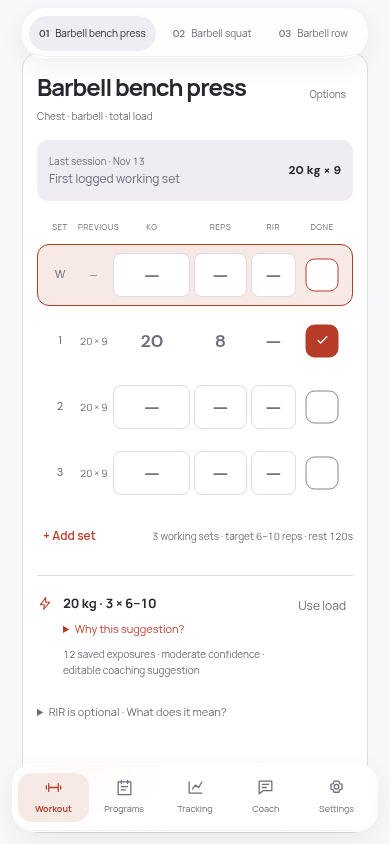 01 Barbell bench press 02 Barbell squat 03 Barbell row
Barbell bench press
Options
Chest · barbell · total load
Last session · Nov 13
First logged working set
20 kg × 9
SET PREVIOUS KG REPS RIR DONE
W — — — —
1 20 × 9 20 8 —
2 20 × 9 — — —
3 20 × 9 — — —
+ Add set
3 working sets · target 6–10 reps · rest 120s
20 kg · 3 × 6–10
Use load
Why this suggestion?
12 saved exposures · moderate confidence ·
editable coaching suggestion
RIR is optional · What does it mean?
Workout Programs Tracking Coach Settings